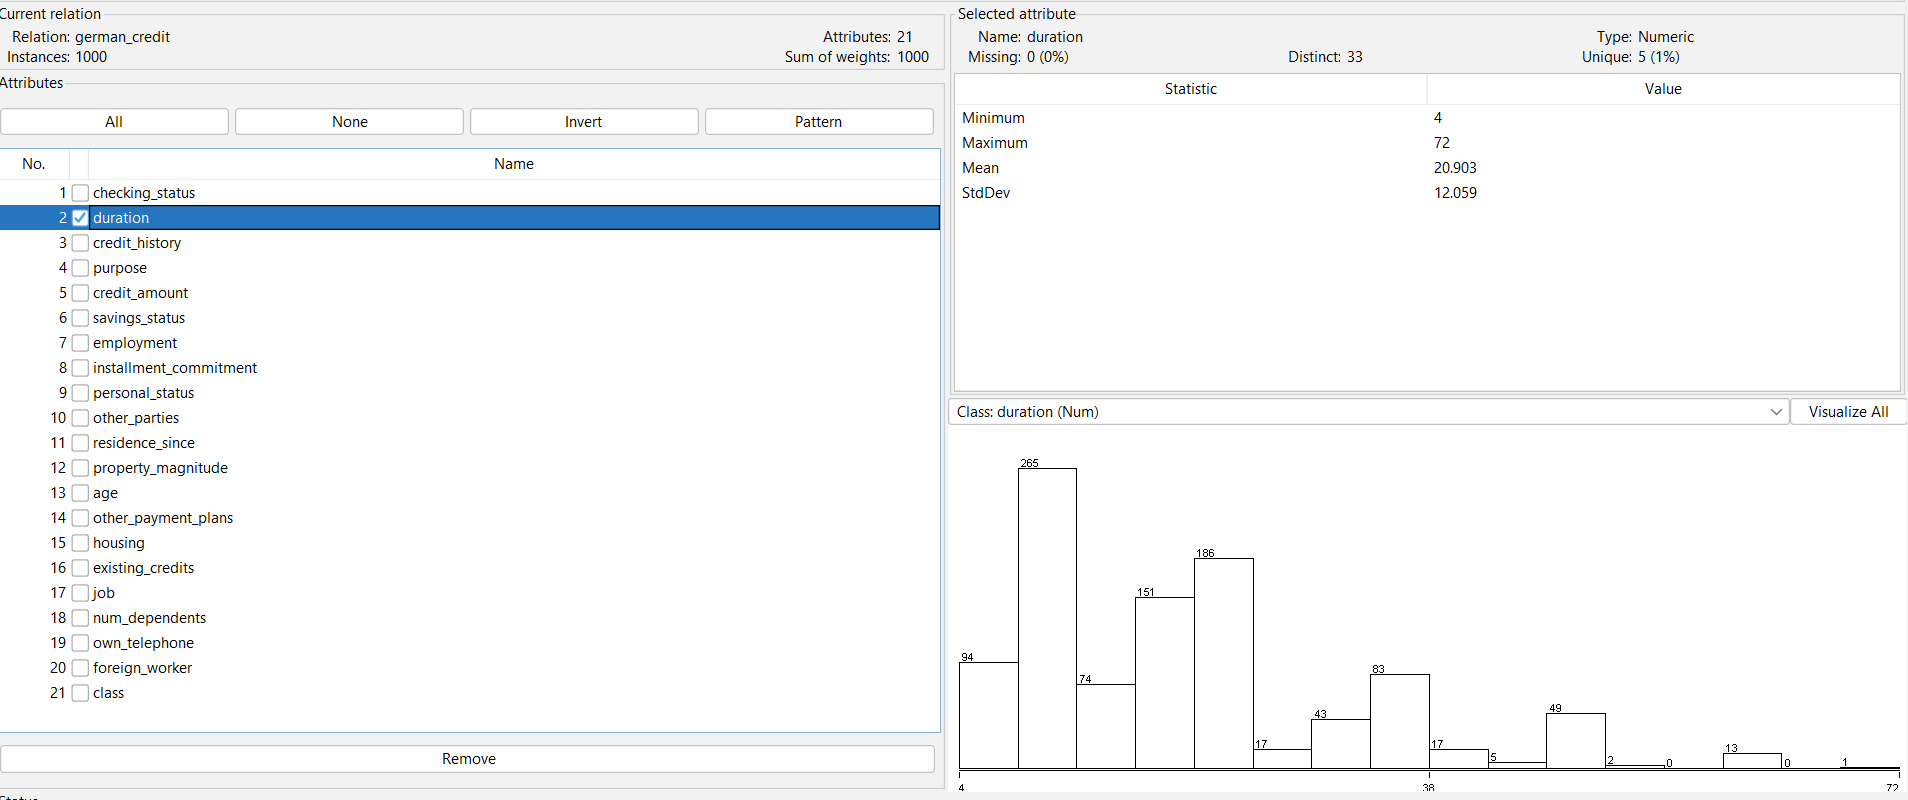 Current relation
Relation: german_credit
Attributes: 21
Instances: 1000
Sum of weights: 1000
Attributes
All
None
Invert
Pattern
No.
Name
1 checking_status
2 duration
3 credit_history
4 purpose
5 credit_amount
6 savings_status
7 employment
8 installment_commitment
9 personal_status
10 other_parties
11 residence_since
12 property_magnitude
13 age
14 other_payment_plans
15 housing
16 existing_credits
17 job
18 num_dependents
19 own_telephone
20 foreign_worker
21 class
Remove
Selected attribute
Name: duration
Type: Numeric
Missing: 0 (0%)
Distinct: 33
Unique: 5 (1%)
Statistic
Value
Minimum 4
Maximum 72
Mean 20.903
StdDev 12.059
Class: duration (Num)
Visualize All
94
265
74
151
186
17
43
83
17
5
49
2
0
13
0
1
4
38
72